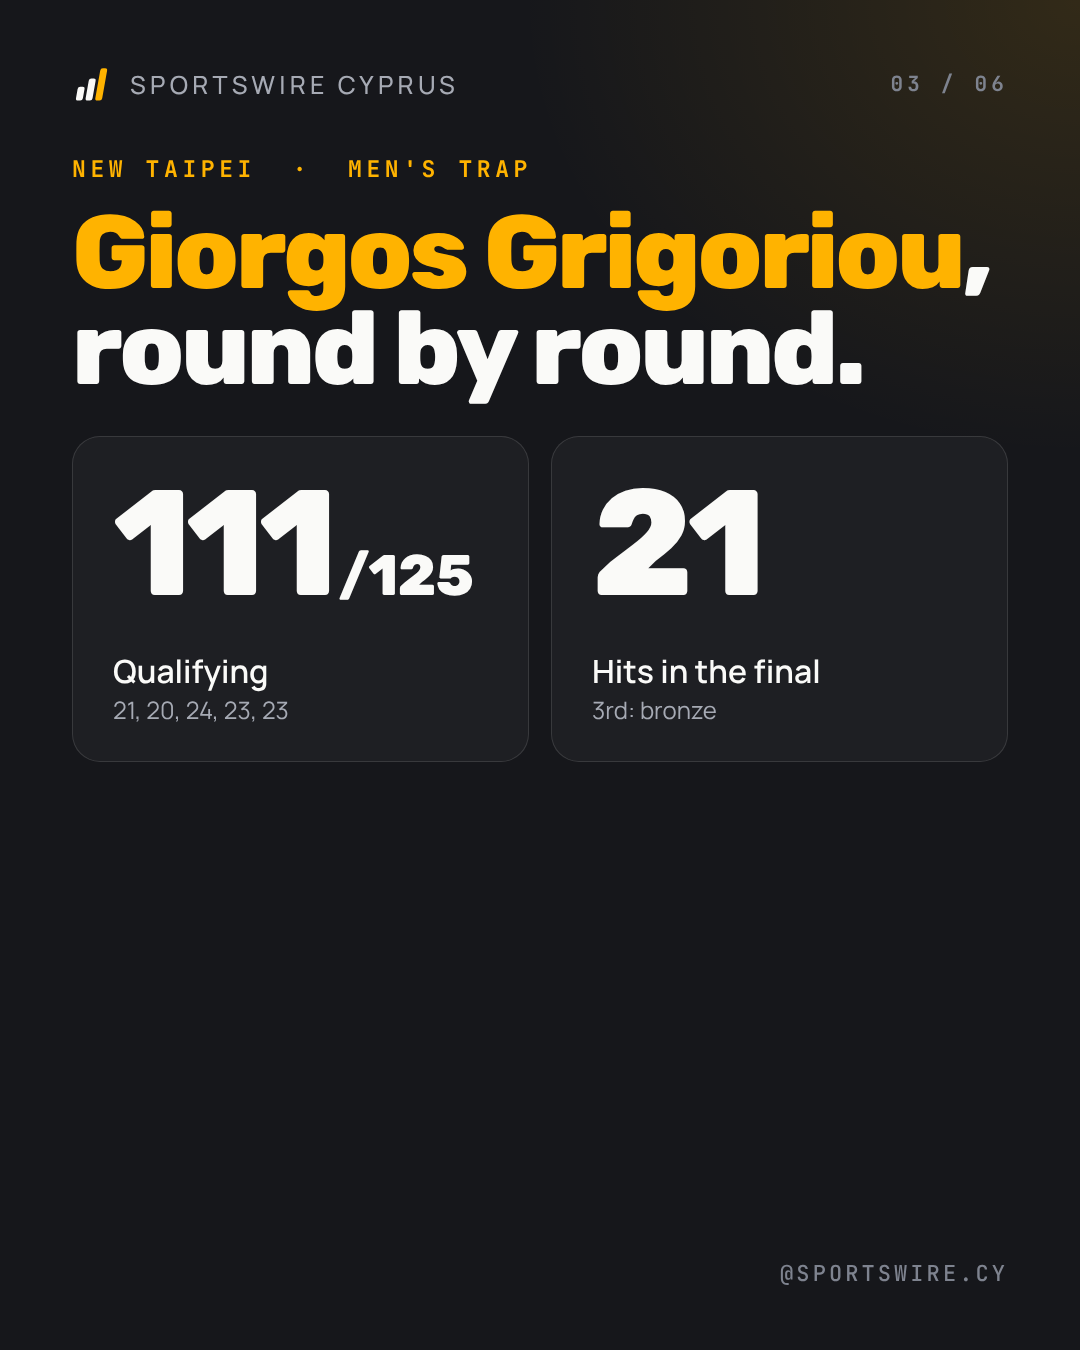 SPORTSWIRE CYPRUS
03 / 06
NEW TAIPEI · MEN'S TRAP
Giorgos Grigoriou,
round by round.
111/125
Qualifying
21, 20, 24, 23, 23
21
Hits in the final
3rd: bronze
@SPORTSWIRE.CY